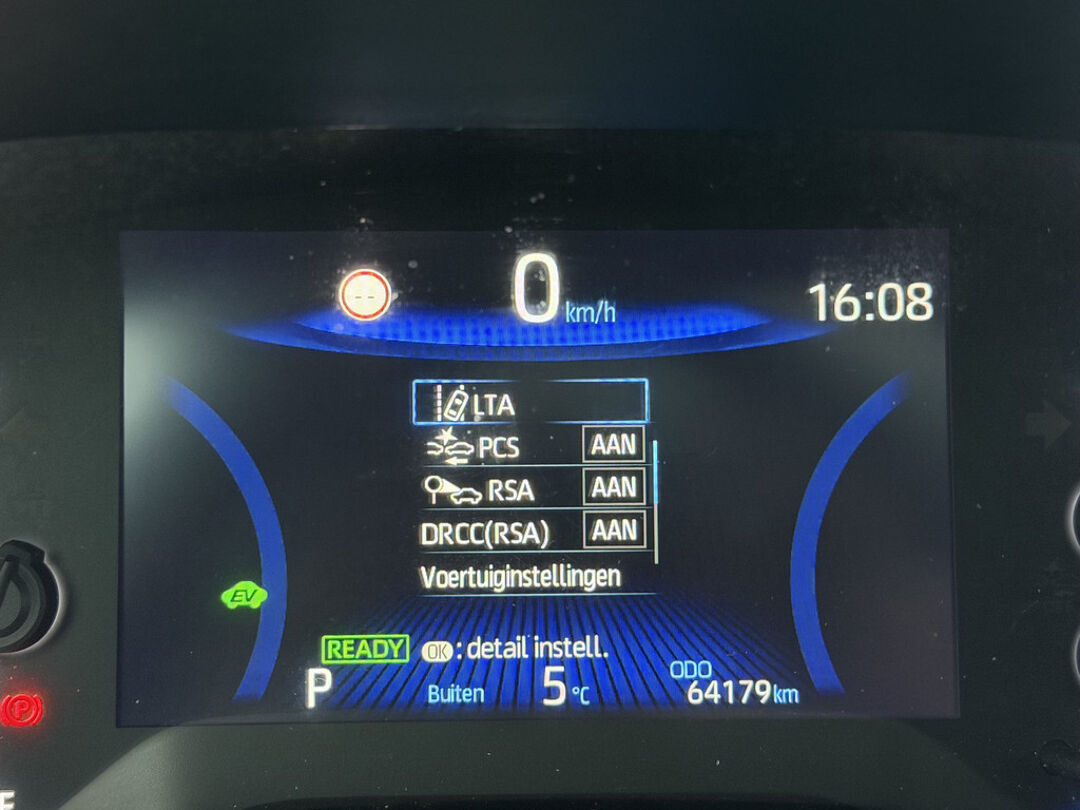 -- 0 km/h 16:08
LTA
PCS AAN
RSA AAN
DRCC(RSA) AAN
Voertuiginstellingen
EV
READY OK : detail instell.
P Buiten 5 °C ODO 64179 km
P
E